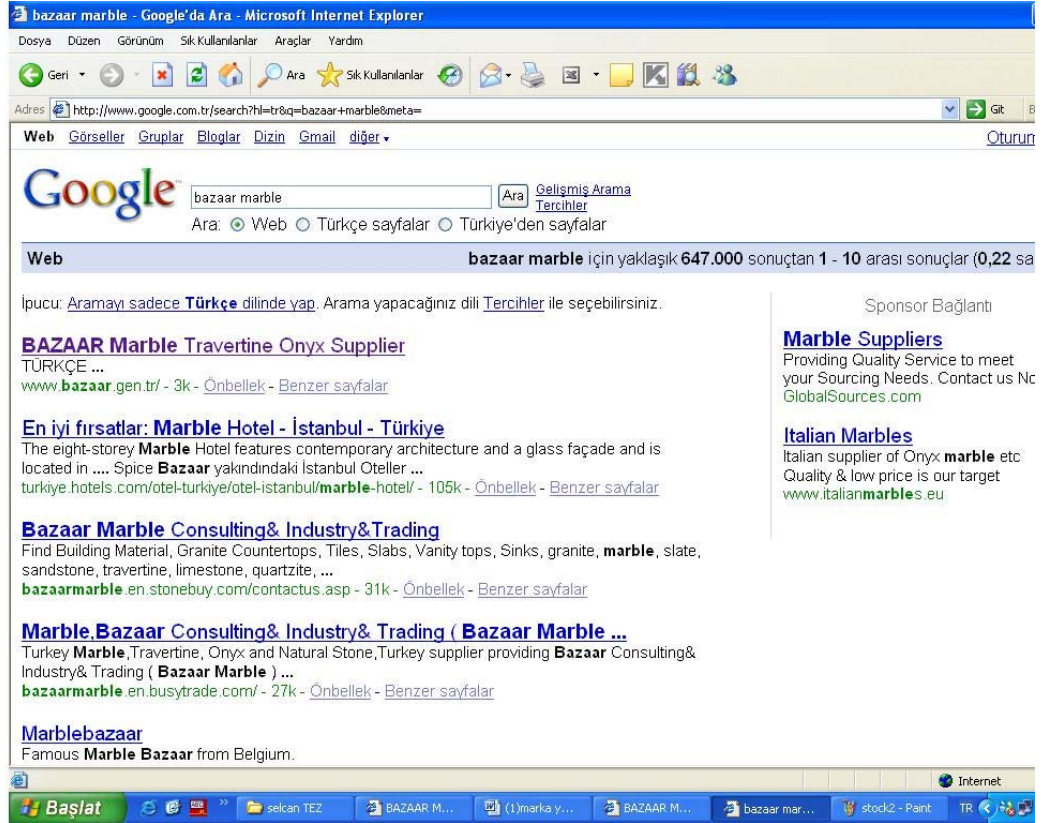 bazaar marble - Google'da Ara - Microsoft Internet Explorer
Dosya Düzen Görünüm Sık Kullanılanlar Araçlar Yardım
Geri Ara Sık Kullanılanlar
Adres http://www.google.com.tr/search?hl=tr&q=bazaar+marble&meta= Git
Web Görseller Gruplar Bloglar Dizin Gmail diğer Oturum
Google bazaar marble Ara Gelişmiş Arama
Tercihler
Ara: Web Türkçe sayfalar Türkiye'den sayfalar
Web bazaar marble için yaklaşık 647.000 sonuçtan 1 - 10 arası sonuçlar (0,22 sa
İpucu: Aramayı sadece Türkçe dilinde yap. Arama yapacağınız dili Tercihler ile seçebilirsiniz.
BAZAAR Marble Travertine Onyx Supplier
TÜRKÇE ...
www.bazaar.gen.tr/ - 3k - Önbellek - Benzer sayfalar
En iyi fırsatlar: Marble Hotel - İstanbul - Türkiye
The eight-storey Marble Hotel features contemporary architecture and a glass façade and is
located in .... Spice Bazaar yakınındaki İstanbul Oteller ...
turkiye.hotels.com/otel-turkiye/otel-istanbul/marble-hotel/ - 105k - Önbellek - Benzer sayfalar
Bazaar Marble Consulting& Industry&Trading
Find Building Material, Granite Countertops, Tiles, Slabs, Vanity tops, Sinks, granite, marble, slate,
sandstone, travertine, limestone, quartzite, ...
bazaarmarble.en.stonebuy.com/contactus.asp - 31k - Önbellek - Benzer sayfalar
Marble,Bazaar Consulting& Industry& Trading ( Bazaar Marble ...
Turkey Marble,Travertine, Onyx and Natural Stone,Turkey supplier providing Bazaar Consulting&
Industry& Trading ( Bazaar Marble ) ...
bazaarmarble.en.busytrade.com/ - 27k - Önbellek - Benzer sayfalar
Marblebazaar
Famous Marble Bazaar from Belgium.
Sponsor Bağlantı
Marble Suppliers
Providing Quality Service to meet
your Sourcing Needs. Contact us No
GlobalSources.com
Italian Marbles
Italian supplier of Onyx marble etc
Quality & low price is our target
www.italianmarbles.eu
Internet
Başlat selcan TEZ BAZAAR M... (1)marka y... BAZAAR M... bazaar mar... stock2 - Paint TR